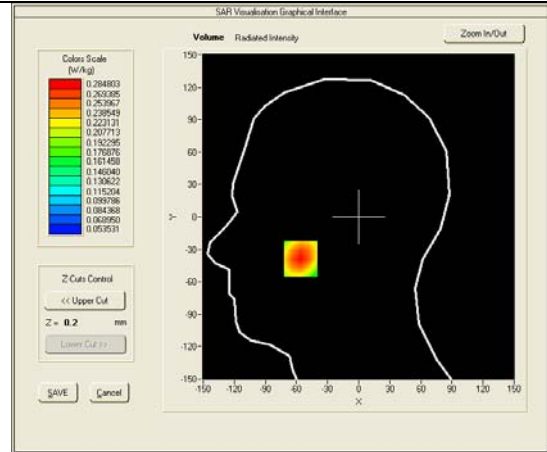 SAR Visualisation Graphical Interface
Volume Radiated Intensity
Zoom In/Out
Colors Scale
(W/kg)
0.284803
0.269385
0.253967
0.238549
0.223131
0.207713
0.192295
0.176876
0.161458
0.146040
0.130622
0.115204
0.099786
0.084368
0.068950
0.053531
Z Cuts Control
<< Upper Cut
Z = 0.2 mm
Lower Cut >>
SAVE Cancel
150
120
90
60
30
0
-30
-60
-90
-120
-150
Y
-150 -120 -90 -60 -30 0 30 60 90 120 150
X